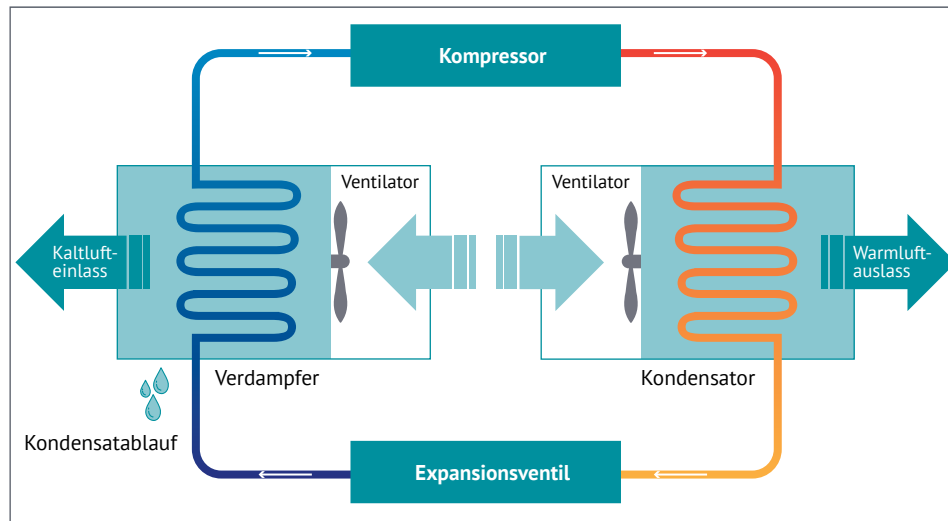 Kompressor
Ventilator
Ventilator
Kaltluft-
einlass
Warmluft-
auslass
Verdampfer
Kondensator
Kondensatablauf
Expansionsventil